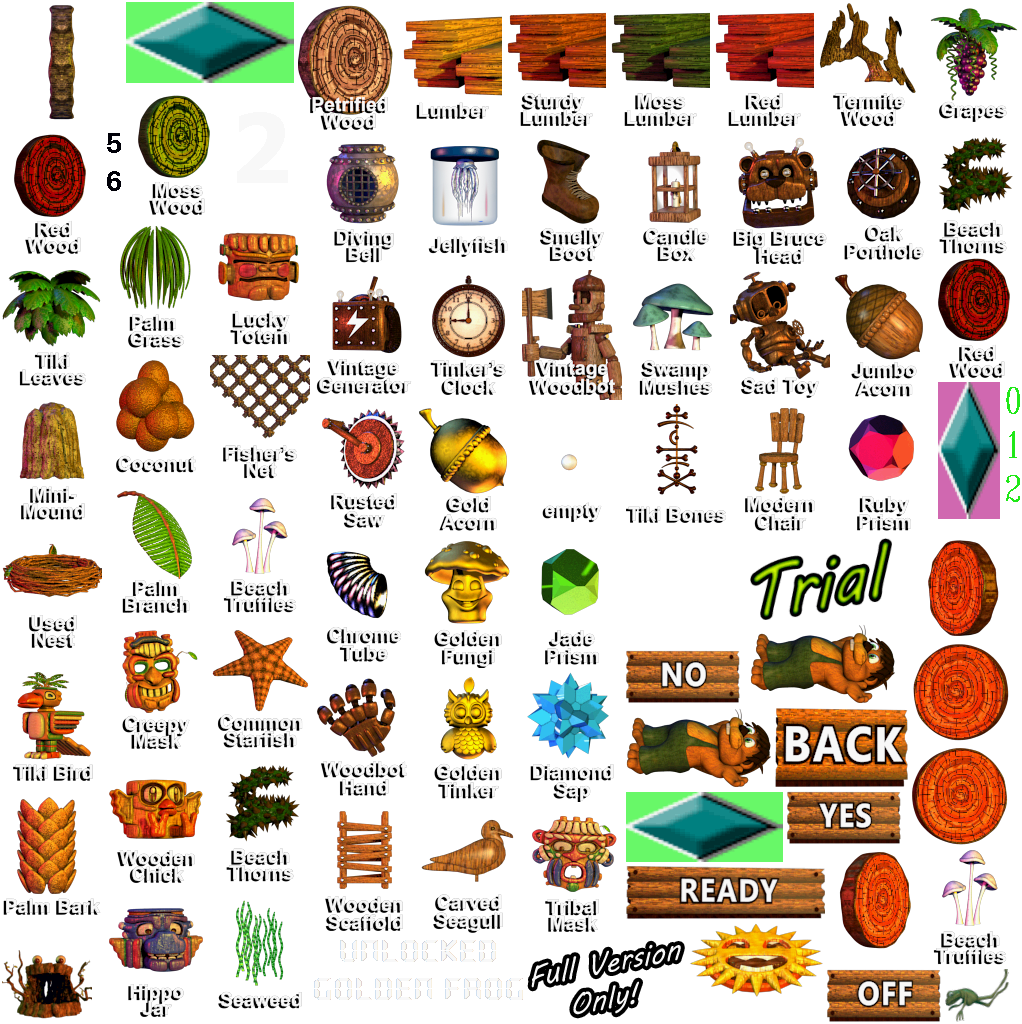 Petrified
Wood
Lumber
Sturdy
Lumber
Moss
Lumber
Red
Lumber
Termite
Wood
Grapes
5
6
2
Moss
Wood
Red
Wood
Diving
Bell
Jellyfish
Smelly
Boot
Candle
Box
Big Bruce
Head
Oak
Porthole
Beach
Thorns
Palm
Grass
Lucky
Totem
Tiki
Leaves
Vintage
Generator
Tinker's
Clock
Vintage
Woodbot
Swamp
Mushes
Sad Toy
Jumbo
Acorn
Red
Wood
0
1
2
Coconut
Fisher's
Net
Mini-
Mound
Rusted
Saw
Gold
Acorn
empty
Tiki Bones
Modern
Chair
Ruby
Prism
Palm
Branch
Beach
Truffles
Used
Nest
Chrome
Tube
Golden
Fungi
Jade
Prism
Trial
NO
Creepy
Mask
Common
Starfish
Tiki Bird
Woodbot
Hand
Golden
Tinker
Diamond
Sap
BACK
YES
Wooden
Chick
Beach
Thorns
Palm Bark
Wooden
Scaffold
Carved
Seagull
Tribal
Mask
READY
Beach
Truffles
Hippo
Jar
Seaweed
UNLOCKED
GOLDEN FROG
Full Version
Only!
OFF